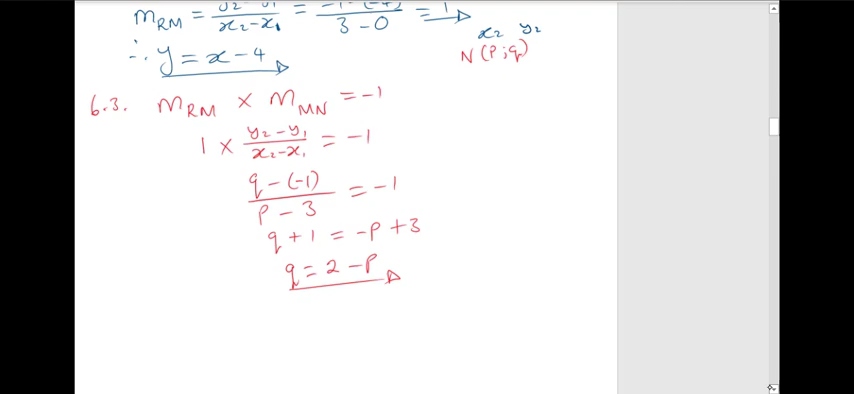 m_RM = y₂ - y₁ / x₂ - x₁ = -1 - (-4) / 3 - 0 = 1
∴ y = x - 4
x₂ y₂
N (P ; q)
6.3. m_RM × m_MN = -1
1 × y₂ - y₁ / x₂ - x₁ = -1
q - (-1) / P - 3 = -1
q + 1 = -P + 3
q = 2 - P